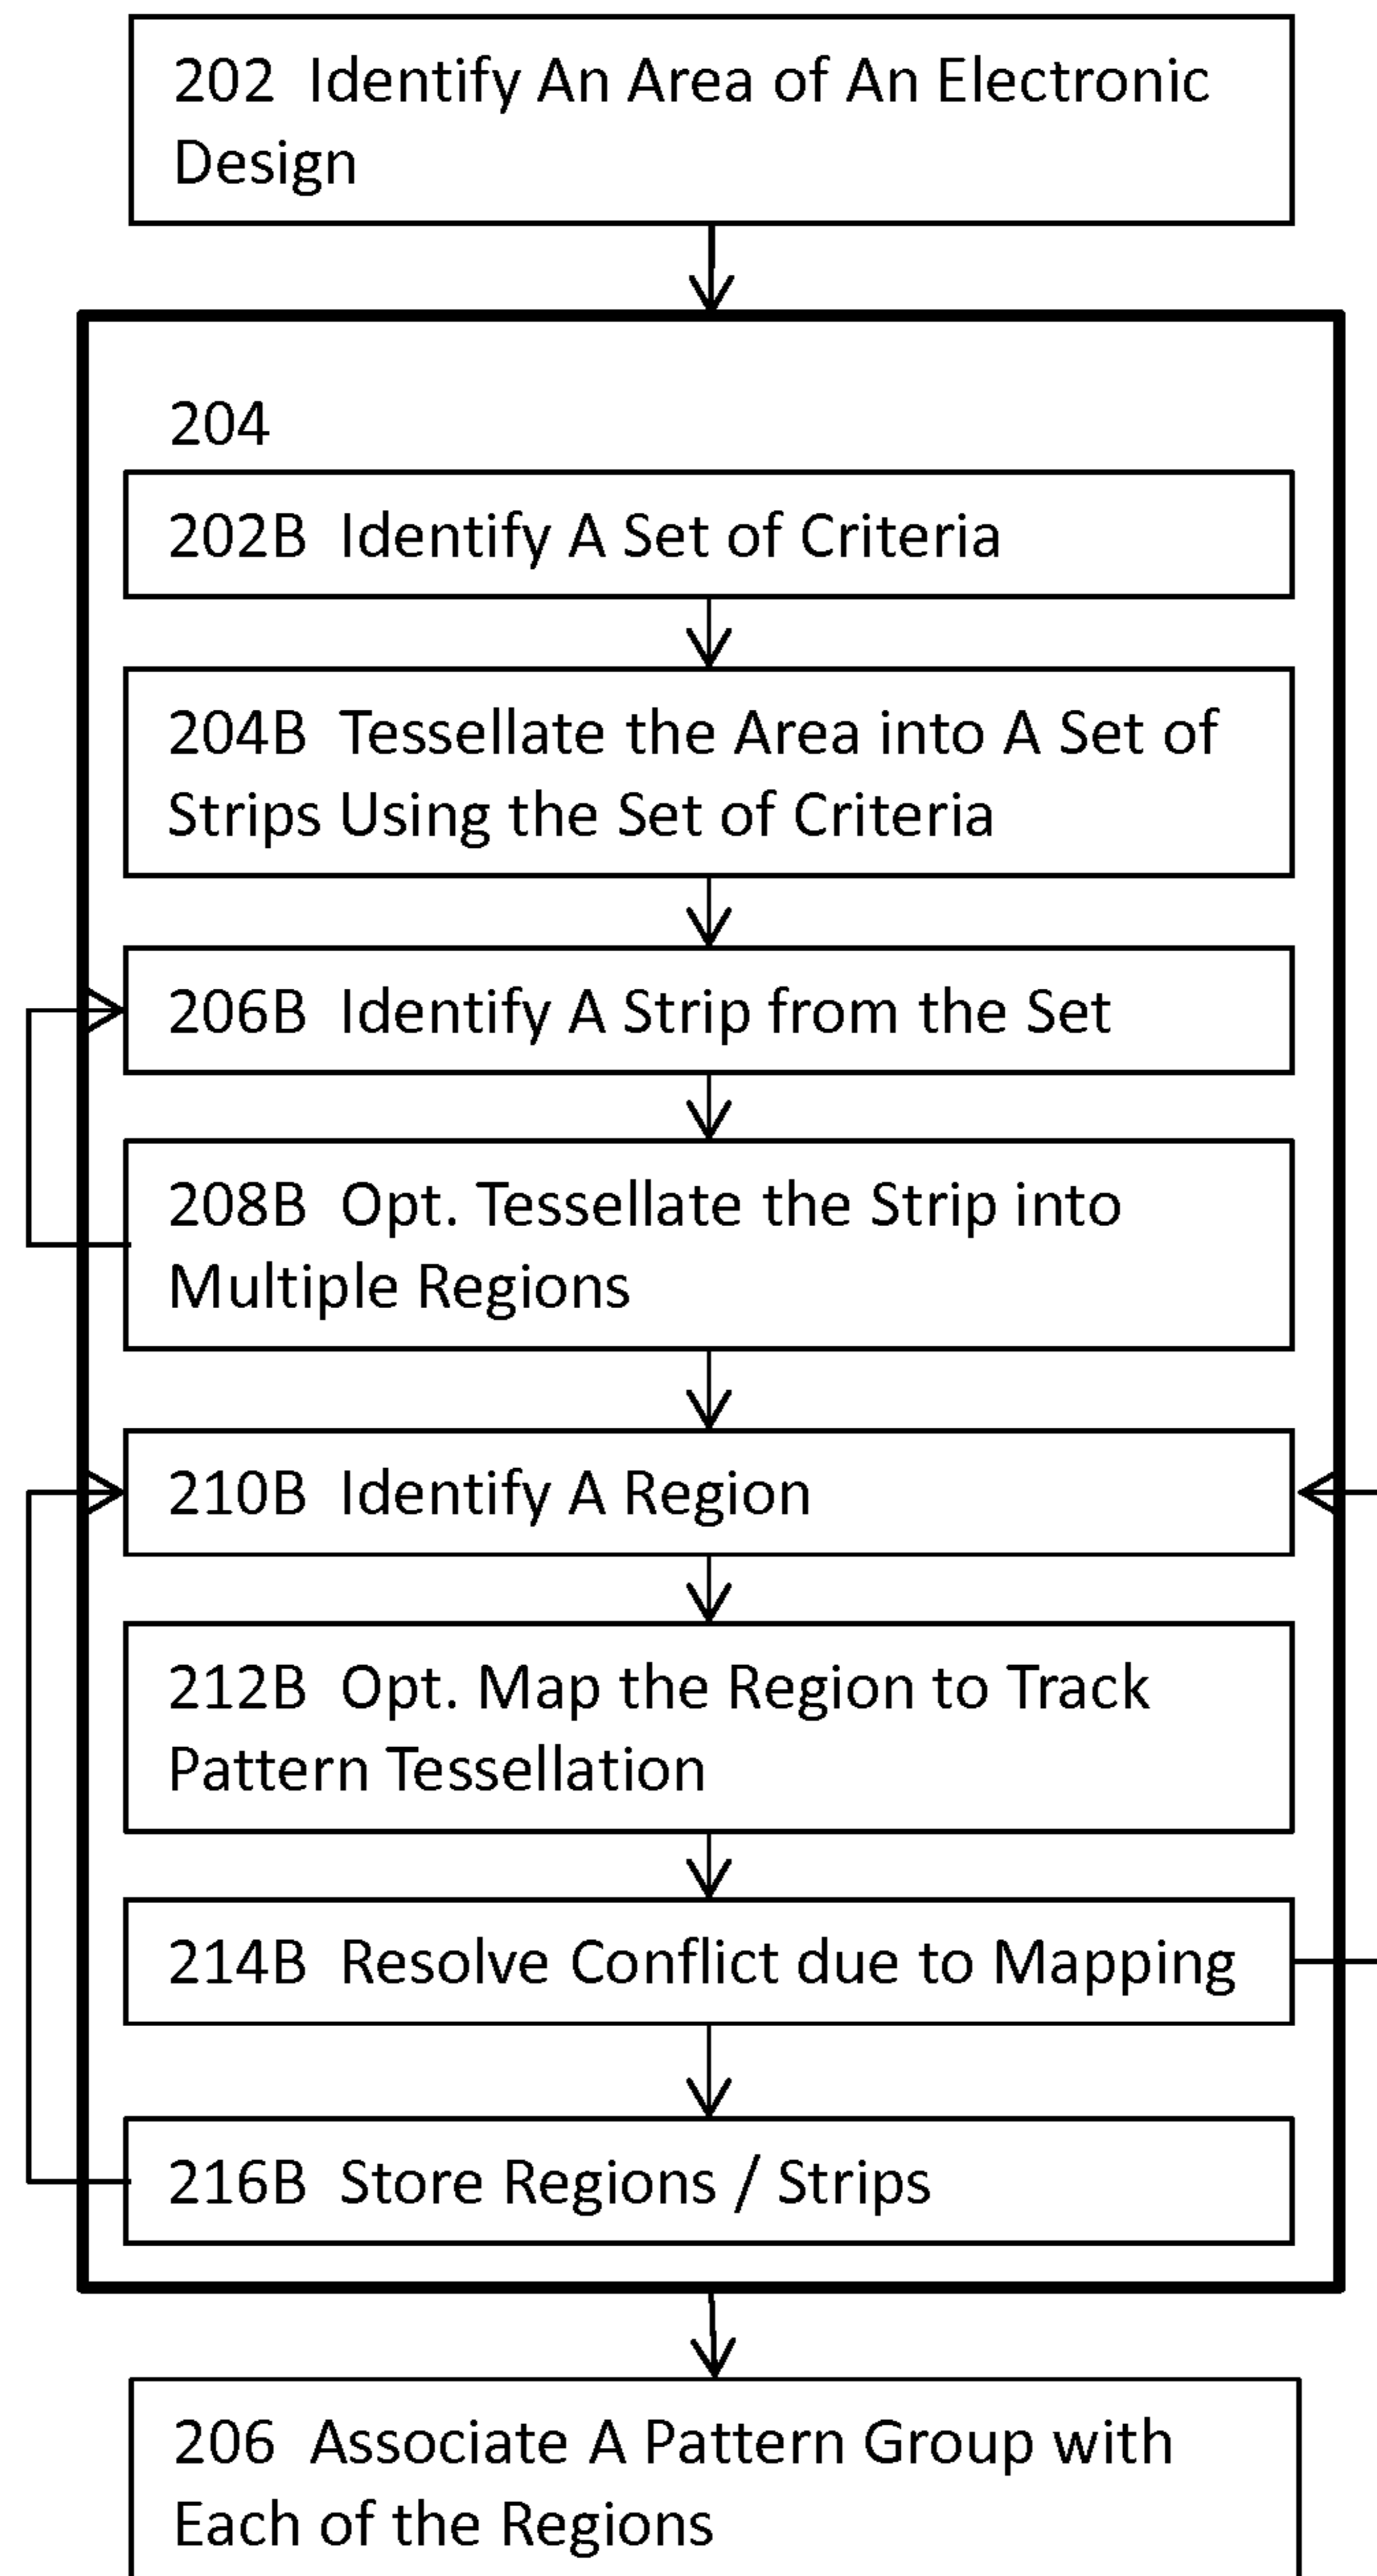 202 Identify An Area of An Electronic
Design
204
202B Identify A Set of Criteria
204B Tessellate the Area into A Set of
Strips Using the Set of Criteria
206B Identify A Strip from the Set
208B Opt. Tessellate the Strip into
Multiple Regions
210B Identify A Region
212B Opt. Map the Region to Track
Pattern Tessellation
214B Resolve Conflict due to Mapping
216B Store Regions / Strips
206 Associate A Pattern Group with
Each of the Regions